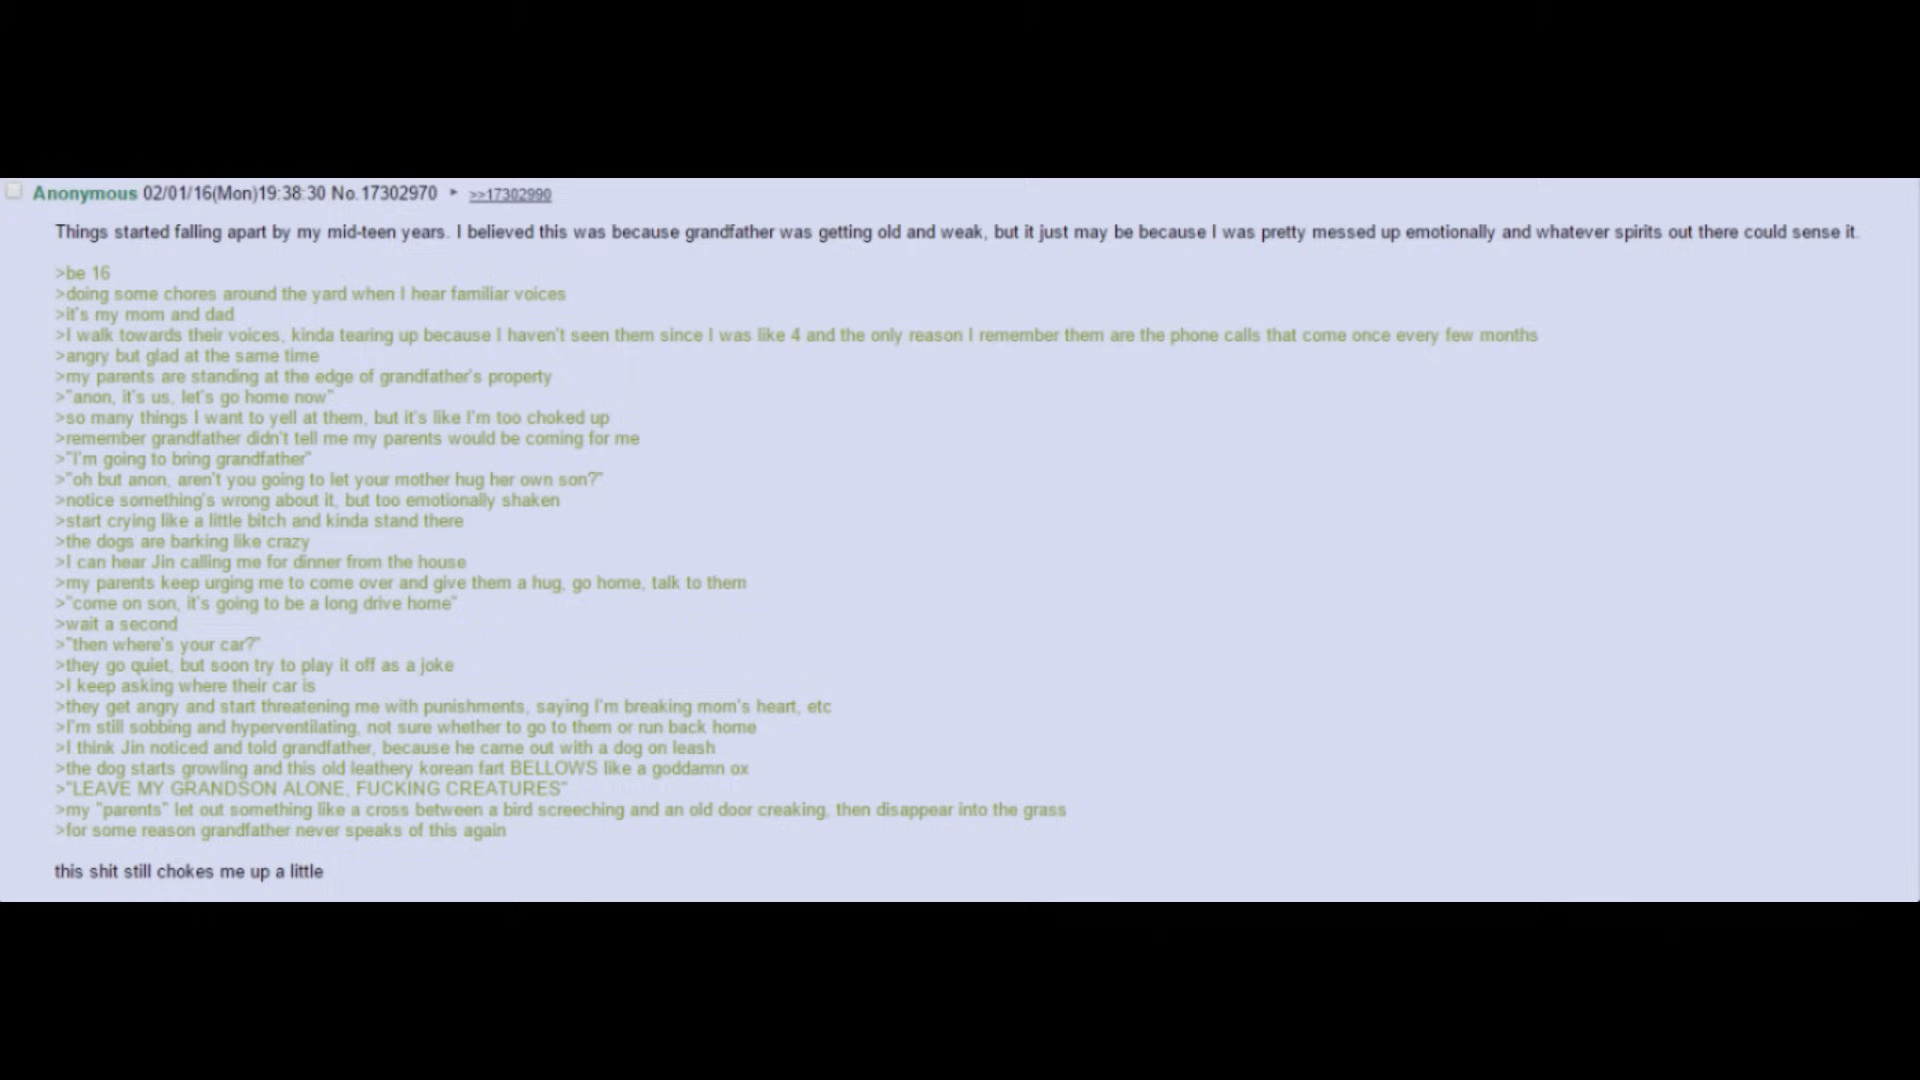 Anonymous 02/01/16(Mon)19:38:30 No.17302970 ▸ >>17302990
Things started falling apart by my mid-teen years. I believed this was because grandfather was getting old and weak, but it just may be because I was pretty messed up emotionally and whatever spirits out there could sense it.
>be 16
>doing some chores around the yard when I hear familiar voices
>it's my mom and dad
>I walk towards their voices, kinda tearing up because I haven't seen them since I was like 4 and the only reason I remember them are the phone calls that come once every few months
>angry but glad at the same time
>my parents are standing at the edge of grandfather's property
>"anon, it's us, let's go home now"
>so many things I want to yell at them, but it's like I'm too choked up
>remember grandfather didn't tell me my parents would be coming for me
>"I'm going to bring grandfather"
>"oh but anon, aren't you going to let your mother hug her own son?"
>notice something's wrong about it, but too emotionally shaken
>start crying like a little bitch and kinda stand there
>the dogs are barking like crazy
>I can hear Jin calling me for dinner from the house
>my parents keep urging me to come over and give them a hug, go home, talk to them
>"come on son, it's going to be a long drive home"
>wait a second
>"then where's your car?"
>they go quiet, but soon try to play it off as a joke
>I keep asking where their car is
>they get angry and start threatening me with punishments, saying I'm breaking mom's heart, etc
>I'm still sobbing and hyperventilating, not sure whether to go to them or run back home
>I think Jin noticed and told grandfather, because he came out with a dog on leash
>the dog starts growling and this old leathery korean fart BELLOWS like a goddamn ox
>"LEAVE MY GRANDSON ALONE, FUCKING CREATURES"
>my "parents" let out something like a cross between a bird screeching and an old door creaking, then disappear into the grass
>for some reason grandfather never speaks of this again
this shit still chokes me up a little